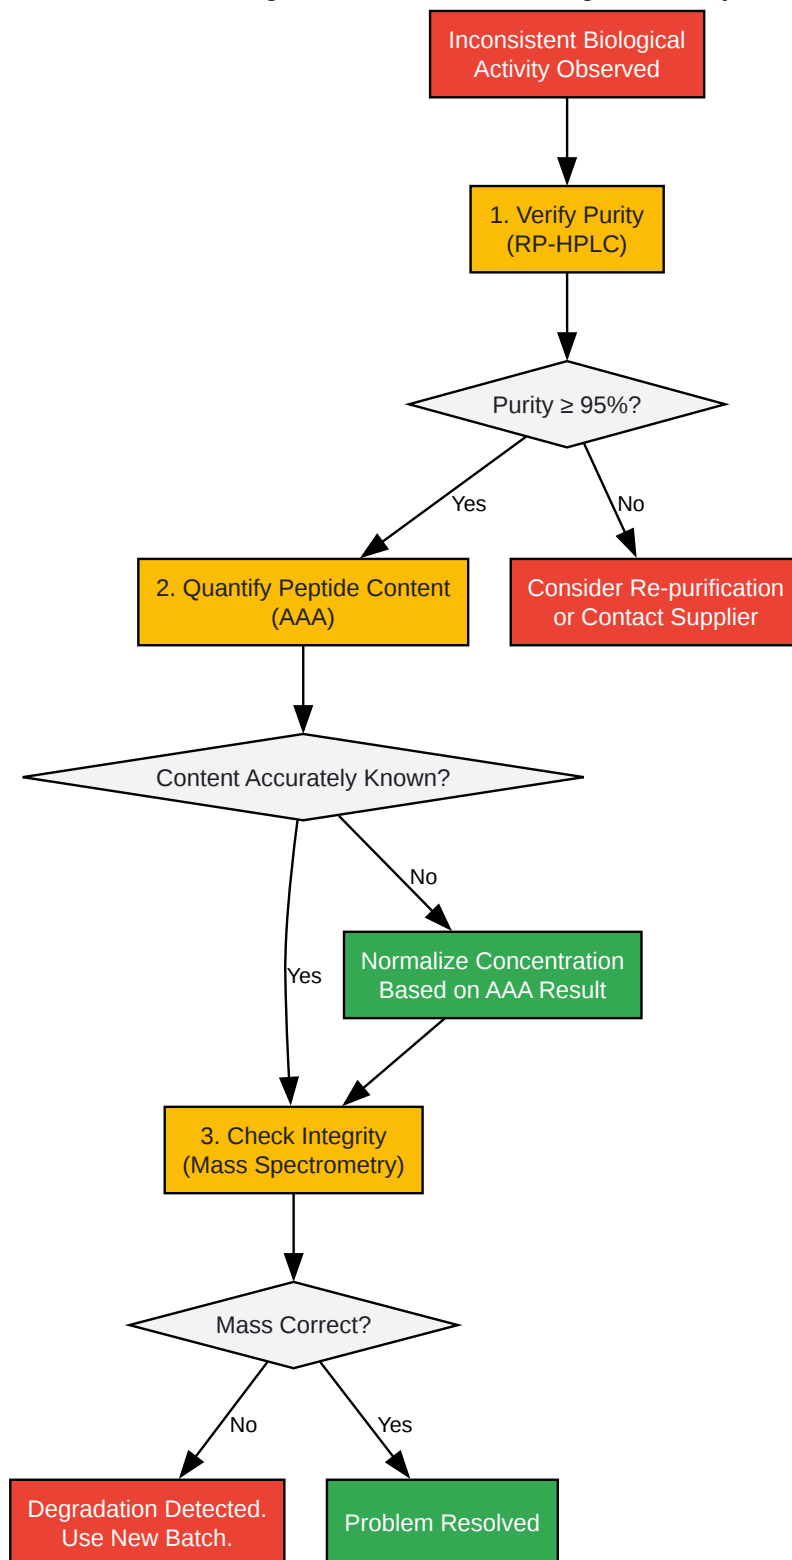 Inconsistent Biological
Activity Observed
1. Verify Purity
(RP-HPLC)
Purity ≥ 95%?
Yes
No
2. Quantify Peptide Content
(AAA)
Consider Re-purification
or Contact Supplier
Content Accurately Known?
No
Normalize Concentration
Based on AAA Result
Yes
3. Check Integrity
(Mass Spectrometry)
Mass Correct?
No
Yes
Degradation Detected.
Use New Batch.
Problem Resolved